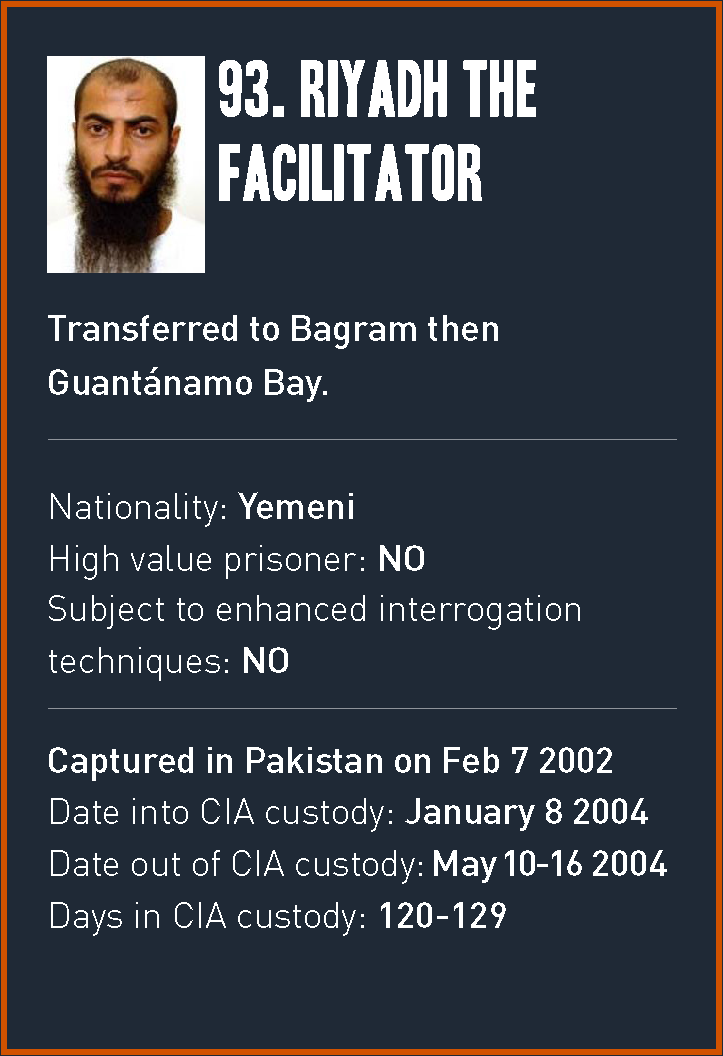 93. RIYADH THE
FACILITATOR
Transferred to Bagram then
Guantánamo Bay.
Nationality: Yemeni
High value prisoner: NO
Subject to enhanced interrogation
techniques: NO
Captured in Pakistan on Feb 7 2002
Date into CIA custody: January 8 2004
Date out of CIA custody: May 10-16 2004
Days in CIA custody: 120-129